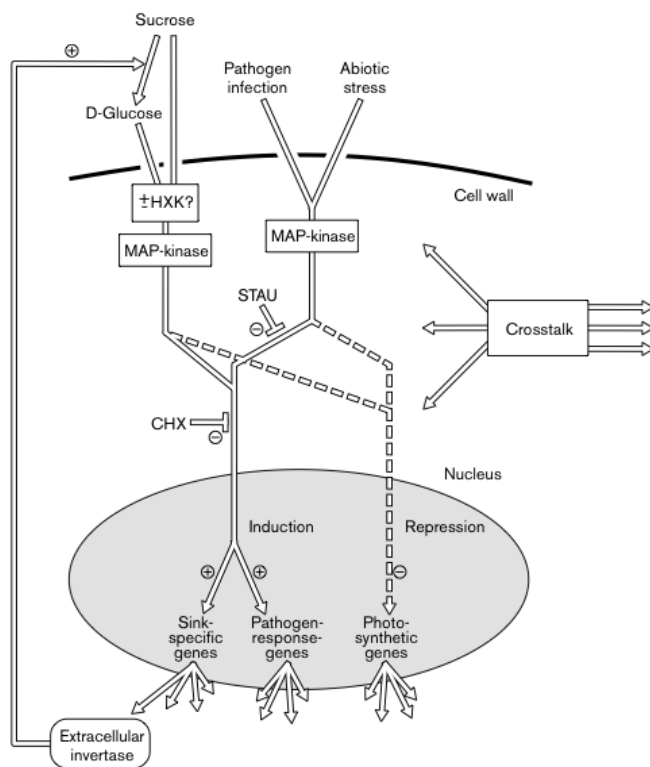 Sucrose
⊕
Pathogen
infection
Abiotic
stress
D-Glucose
Cell wall
±HXK?
MAP-kinase
MAP-kinase
STAU
⊖
Crosstalk
CHX
⊖
Nucleus
Induction
Repression
⊕
⊕
⊖
Sink-
specific
genes
Pathogen-
response-
genes
Photo-
synthetic
genes
Extracellular
invertase